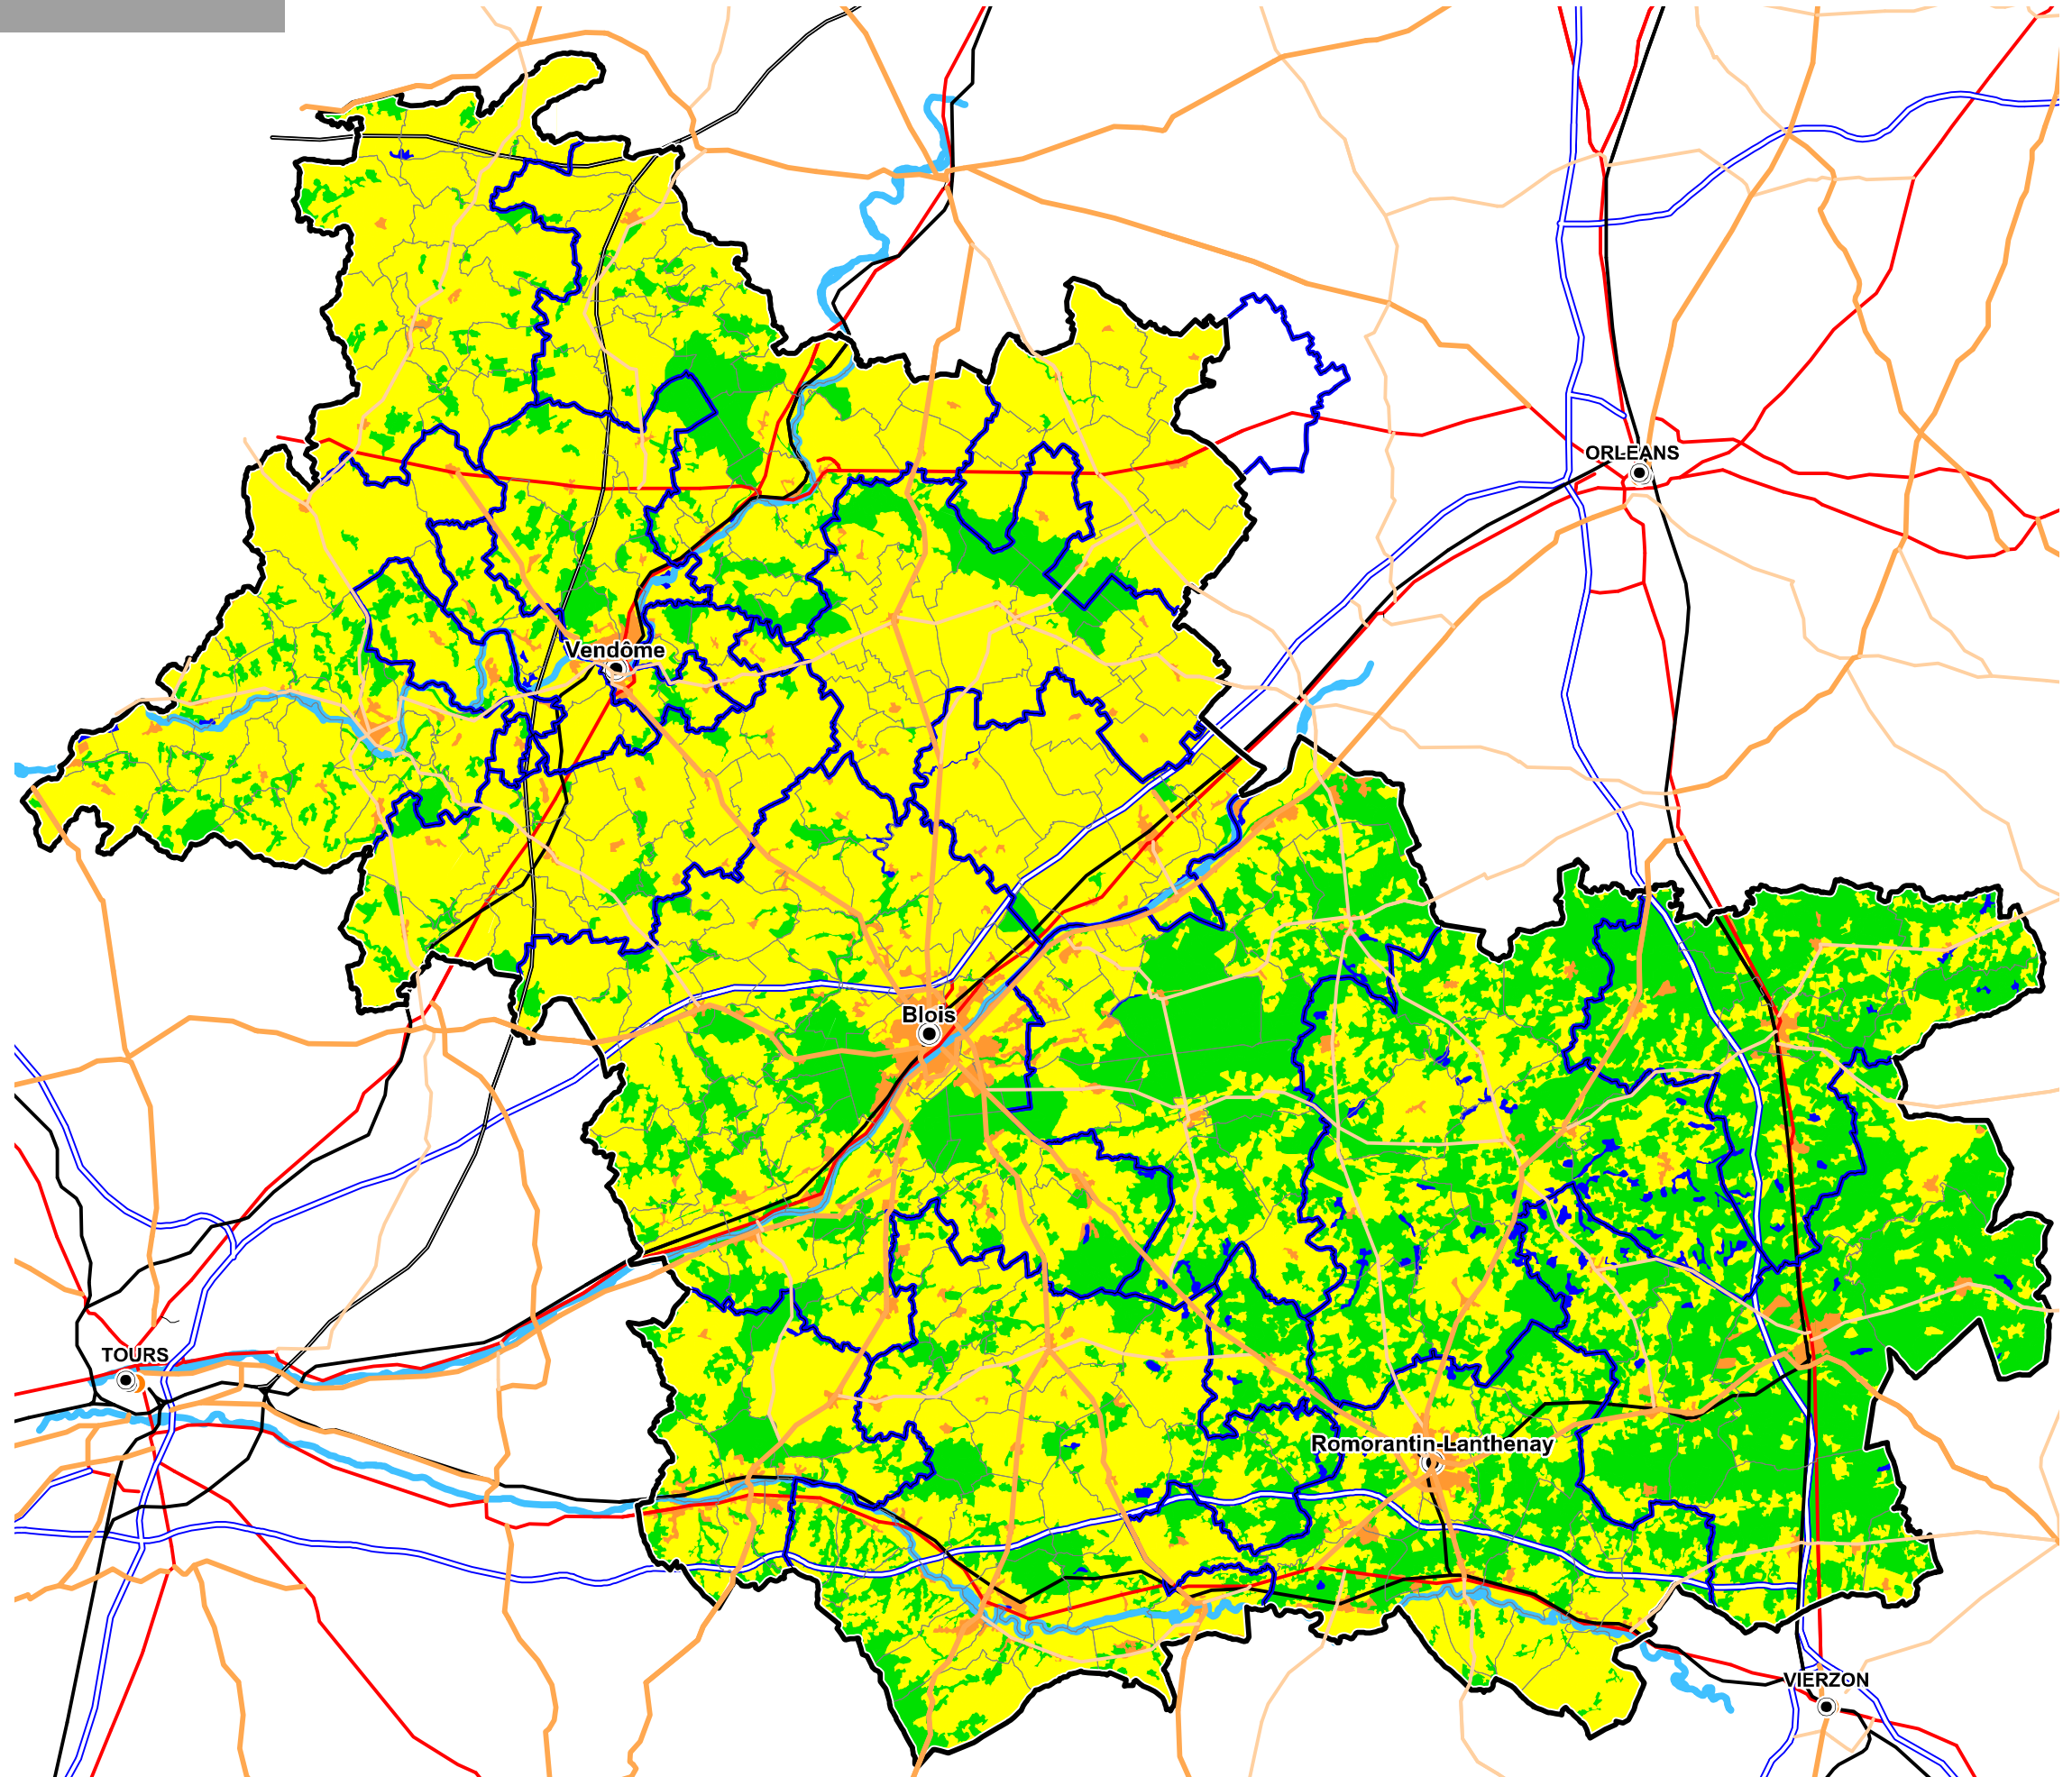 ORLEANS
Vendôme
Blois
TOURS
Romorantin-Lanthenay
VIERZON